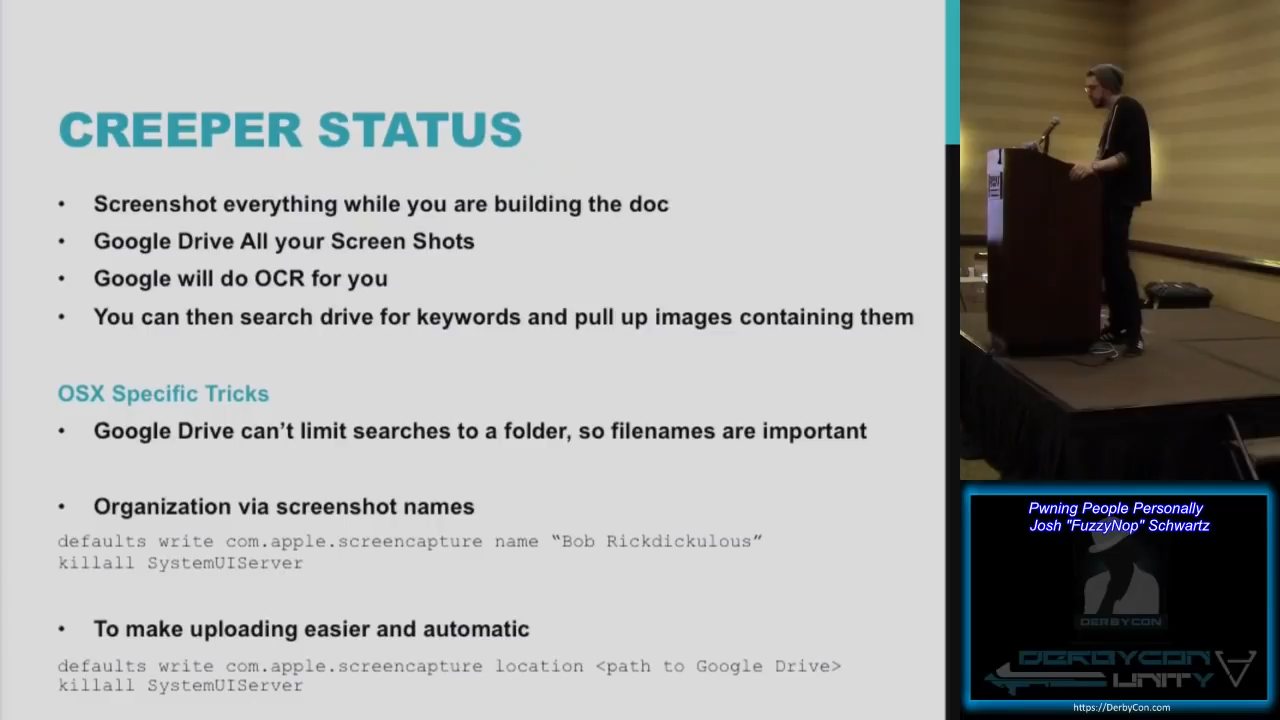 CREEPER STATUS
• Screenshot everything while you are building the doc
• Google Drive All your Screen Shots
• Google will do OCR for you
• You can then search drive for keywords and pull up images containing them
OSX Specific Tricks
• Google Drive can’t limit searches to a folder, so filenames are important
• Organization via screenshot names
defaults write com.apple.screencapture name “Bob Rickdickulous”
killall SystemUIServer
• To make uploading easier and automatic
defaults write com.apple.screencapture location <path to Google Drive>
killall SystemUIServer
Pwning People Personally
Josh "FuzzyNop" Schwartz
DERBYCON
DERBYCON
UNITY
https://DerbyCon.com